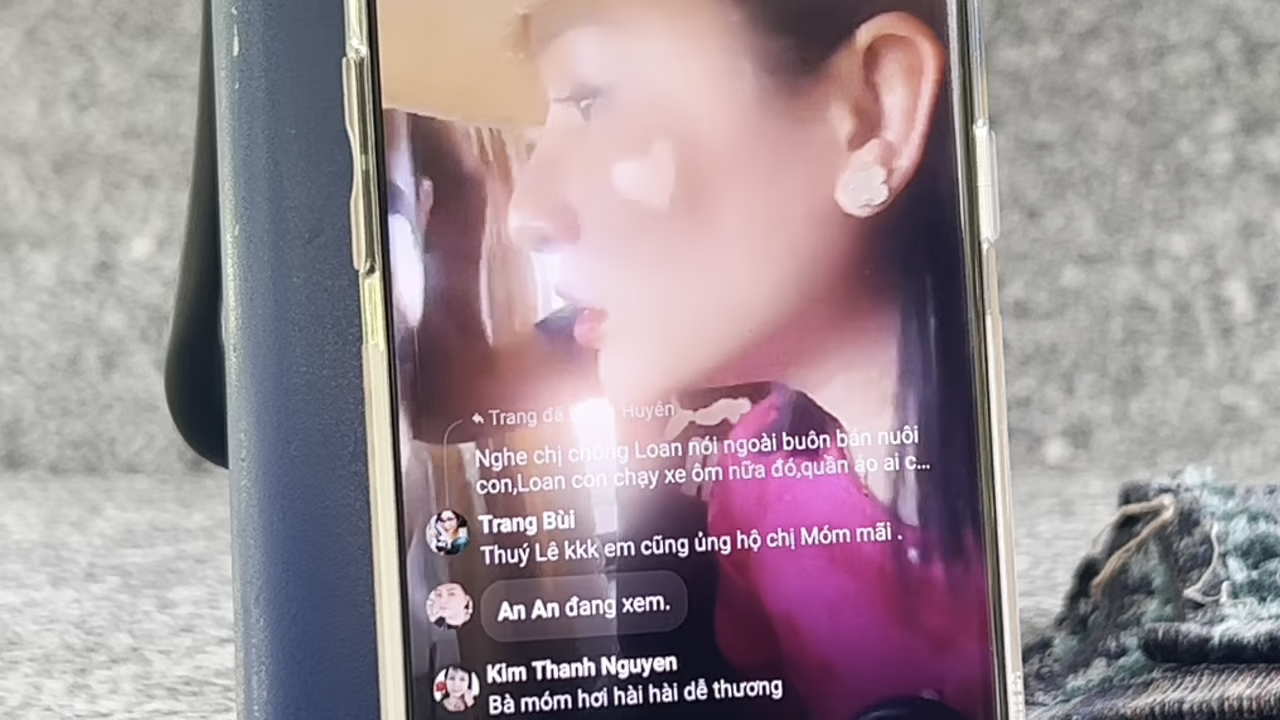 Trang đã Huyên
Nghe chị chồng Loan nói ngoài buôn bán nuôi
con,Loan con chạy xe ôm nữa đó,quần áo ai c...
Trang Bùi
Thuý Lê kkk em cũng ủng hộ chị Móm mãi .
An An đang xem.
Kim Thanh Nguyen
Bà móm hơi hài hài dễ thương